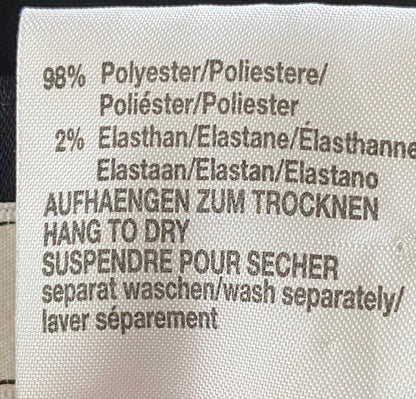 98% Polyester/Poliestere/
Poliéster/Poliester
2% Elasthan/Elastane/Élasthanne
Elastaan/Elastan/Elastano
AUFHAENGEN ZUM TROCKNEN
HANG TO DRY
SUSPENDRE POUR SECHER
separat waschen/wash separately/
laver séparement